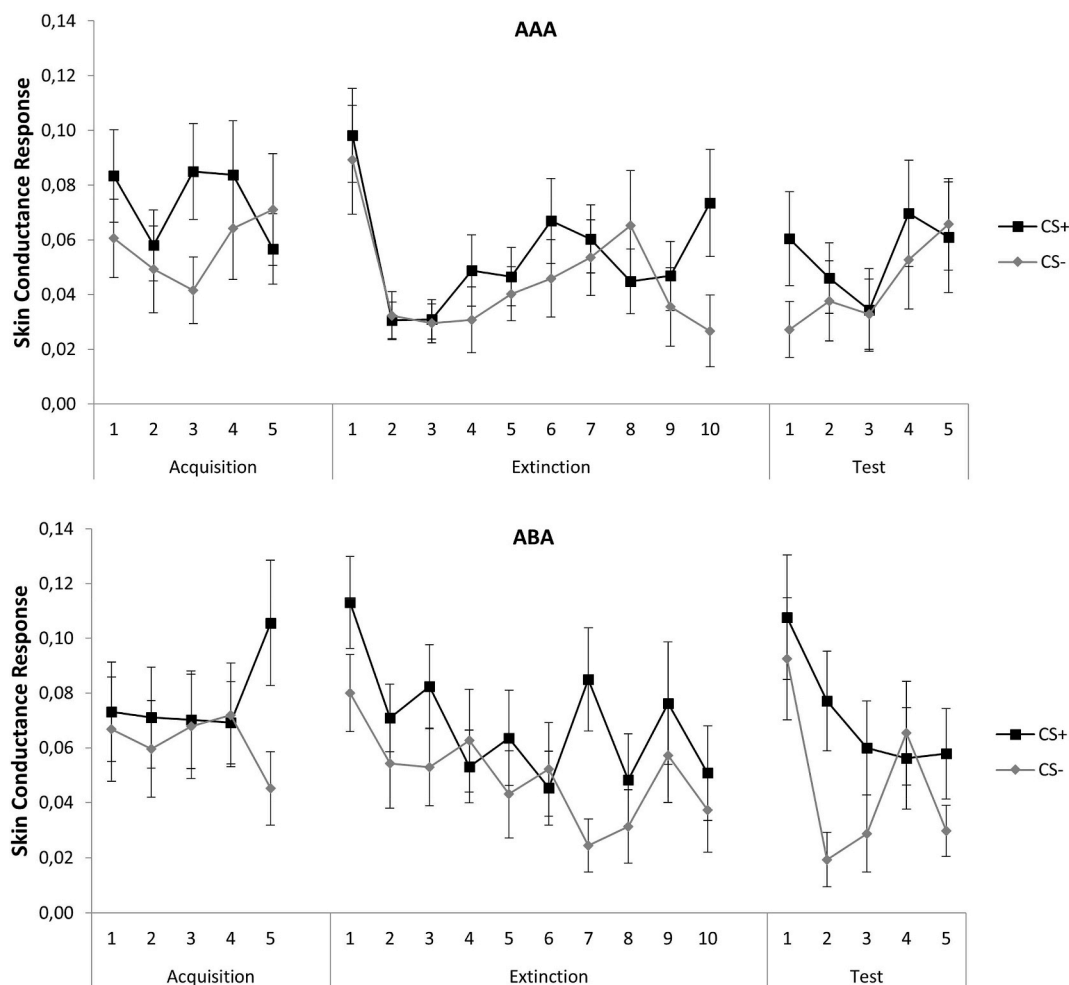 AAA
Skin Conductance Response
0,14
0,12
0,10
0,08
0,06
0,04
0,02
0,00
1 2 3 4 5 1 2 3 4 5 6 7 8 9 10 1 2 3 4 5
Acquisition Extinction Test
CS+
CS-
ABA
Skin Conductance Response
0,14
0,12
0,10
0,08
0,06
0,04
0,02
0,00
1 2 3 4 5 1 2 3 4 5 6 7 8 9 10 1 2 3 4 5
Acquisition Extinction Test
CS+
CS-